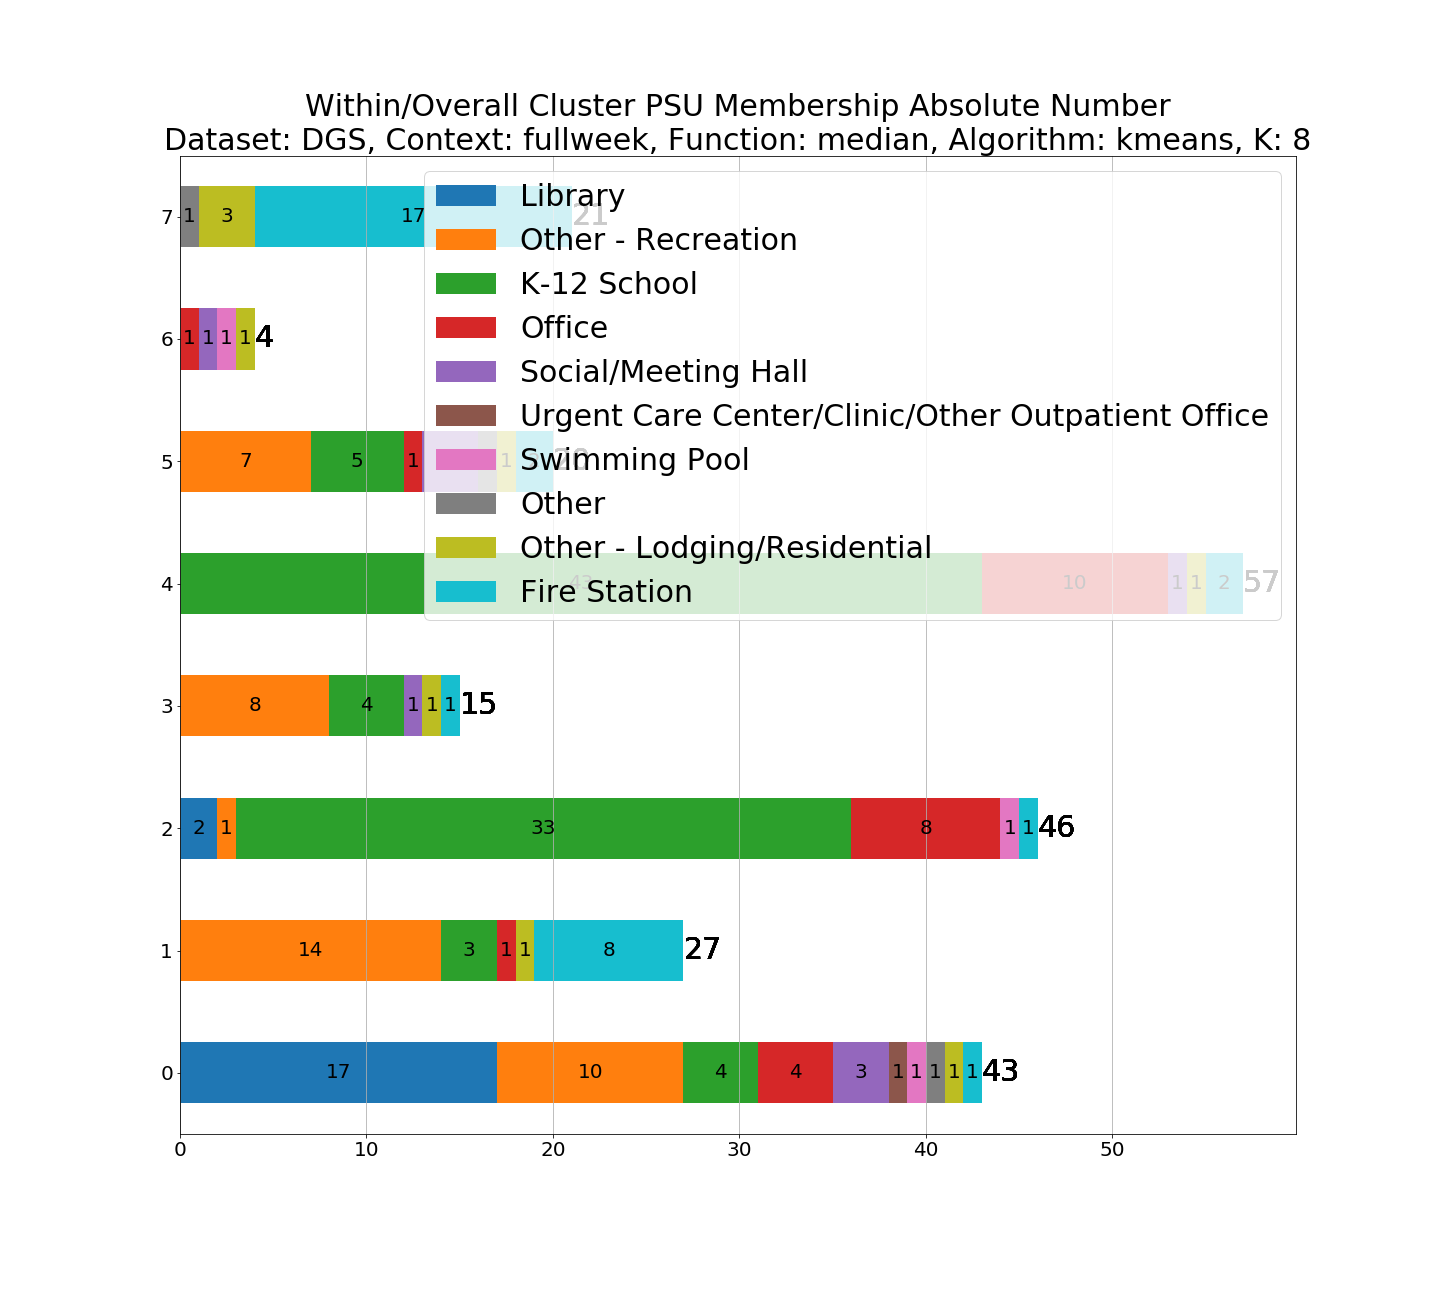 Within/Overall Cluster PSU Membership Absolute Number
Dataset: DGS, Context: fullweek, Function: median, Algorithm: kmeans, K: 8
7 1 3 17 21
Library
Other - Recreation
K-12 School
6 1 1 1 1 4
Office
Social/Meeting Hall
Urgent Care Center/Clinic/Other Outpatient Office
5 7 5 1 1 20
Swimming Pool
Other
Other - Lodging/Residential
4 43 10 1 1 2 57
Fire Station
3 8 4 1 1 1 15
2 2 1 33 8 1 1 46
1 14 3 1 1 8 27
0 17 10 4 4 3 1 1 1 1 1 43
0 10 20 30 40 50